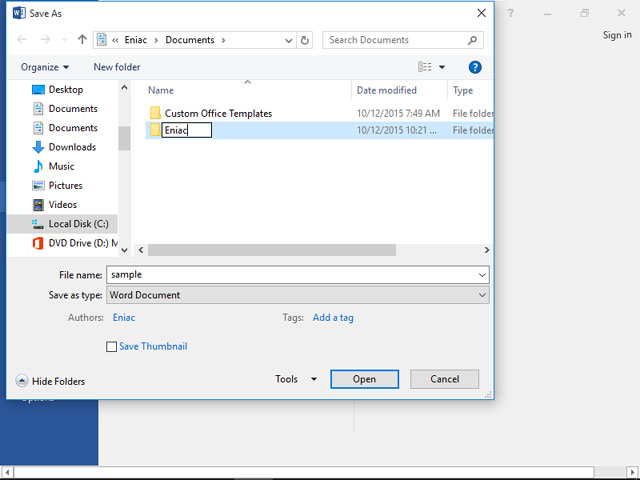 Save As
?
Sign in
« Eniac > Documents >
Search Documents
Organize
New folder
?
Name
Date modified
Type
Desktop
Documents
Documents
Downloads
Music
Pictures
Videos
Local Disk (C:)
DVD Drive (D:) M
Custom Office Templates
10/12/2015 7:49 AM
File folder
Eniac
10/12/2015 10:21 ...
File folder
File name: sample
Save as type: Word Document
Authors: Eniac
Tags: Add a tag
Save Thumbnail
Hide Folders
Tools
Open
Cancel
Options